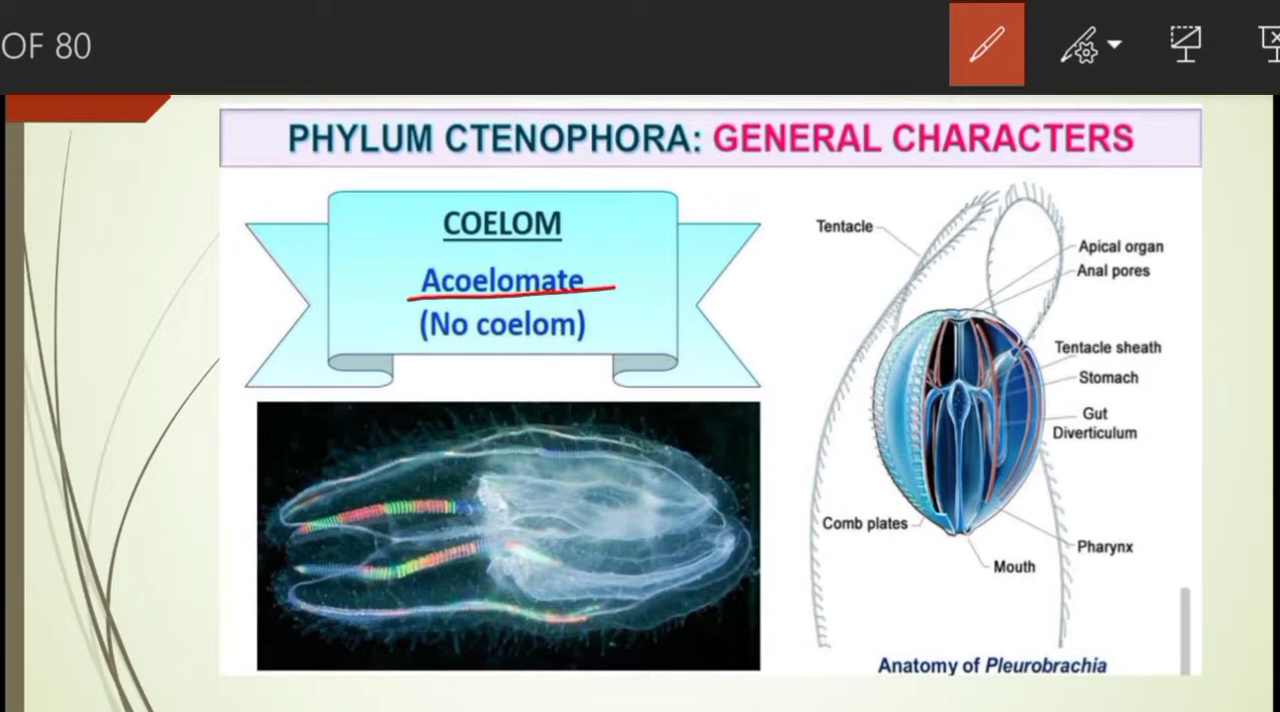 OF 80
PHYLUM CTENOPHORA: GENERAL CHARACTERS
COELOM
Acoelomate
(No coelom)
Tentacle
Apical organ
Anal pores
Tentacle sheath
Stomach
Gut
Diverticulum
Comb plates
Pharynx
Mouth
Anatomy of Pleurobrachia